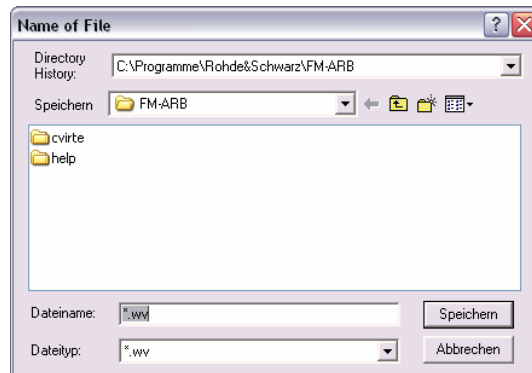 Name of File
Directory
History:
C:\Programme\Rohde&Schwarz\FM-ARB
Speichern
FM-ARB
cvirte
help
Dateiname:
*.wv
Speichern
Dateityp:
*.wv
Abbrechen